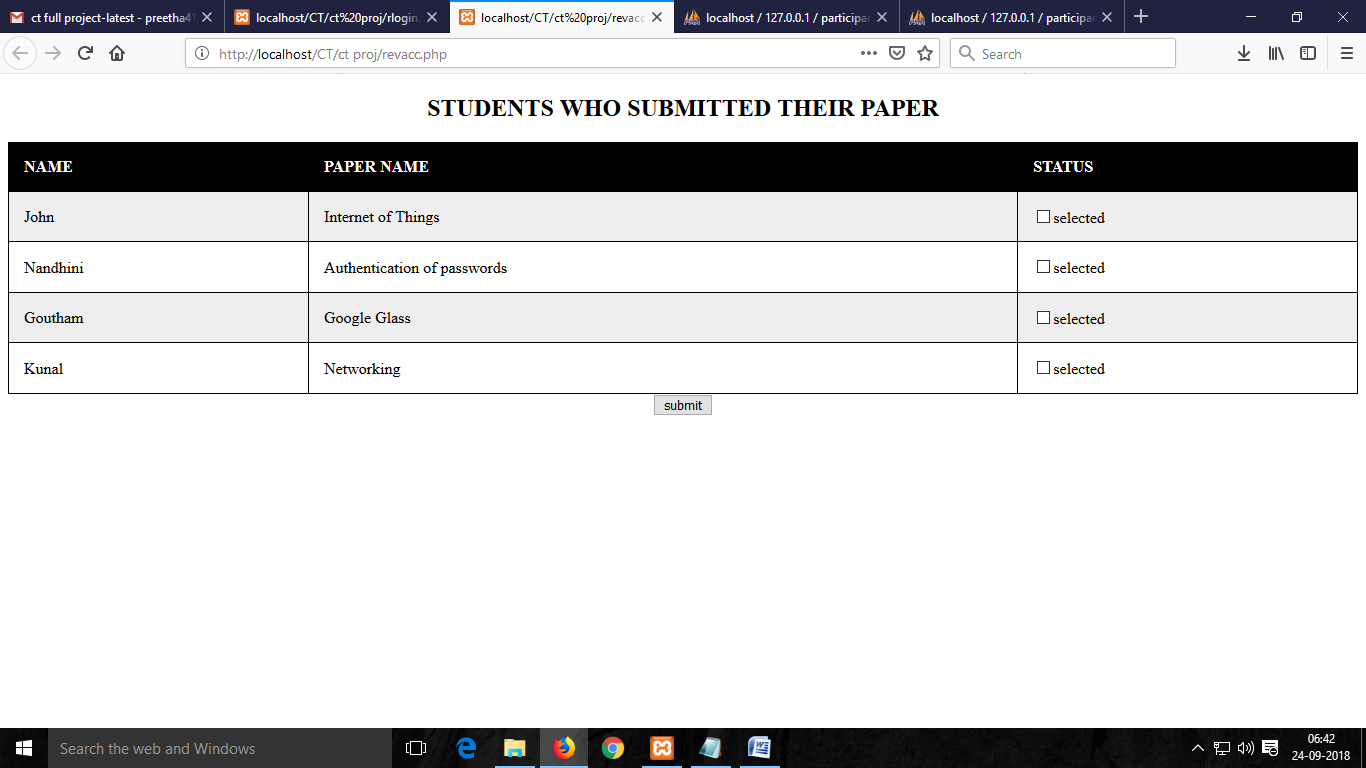 ct full project-latest - preetha41
localhost/CT/ct%20proj/rlogin.
localhost/CT/ct%20proj/revacc
localhost / 127.0.0.1 / participa
localhost / 127.0.0.1 / participa
http://localhost/CT/ct proj/revacc.php
Search
STUDENTS WHO SUBMITTED THEIR PAPER
NAME PAPER NAME STATUS
John Internet of Things selected
Nandhini Authentication of passwords selected
Goutham Google Glass selected
Kunal Networking selected
submit
Search the web and Windows
06:42
24-09-2018